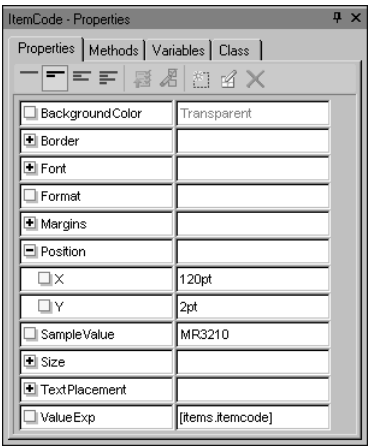 ItemCode - Properties
Properties Methods Variables Class
BackgroundColor Transparent
Border
Font
Format
Margins
Position
X 120pt
Y 2pt
SampleValue MR3210
Size
TextPlacement
ValueExp [items.itemcode]